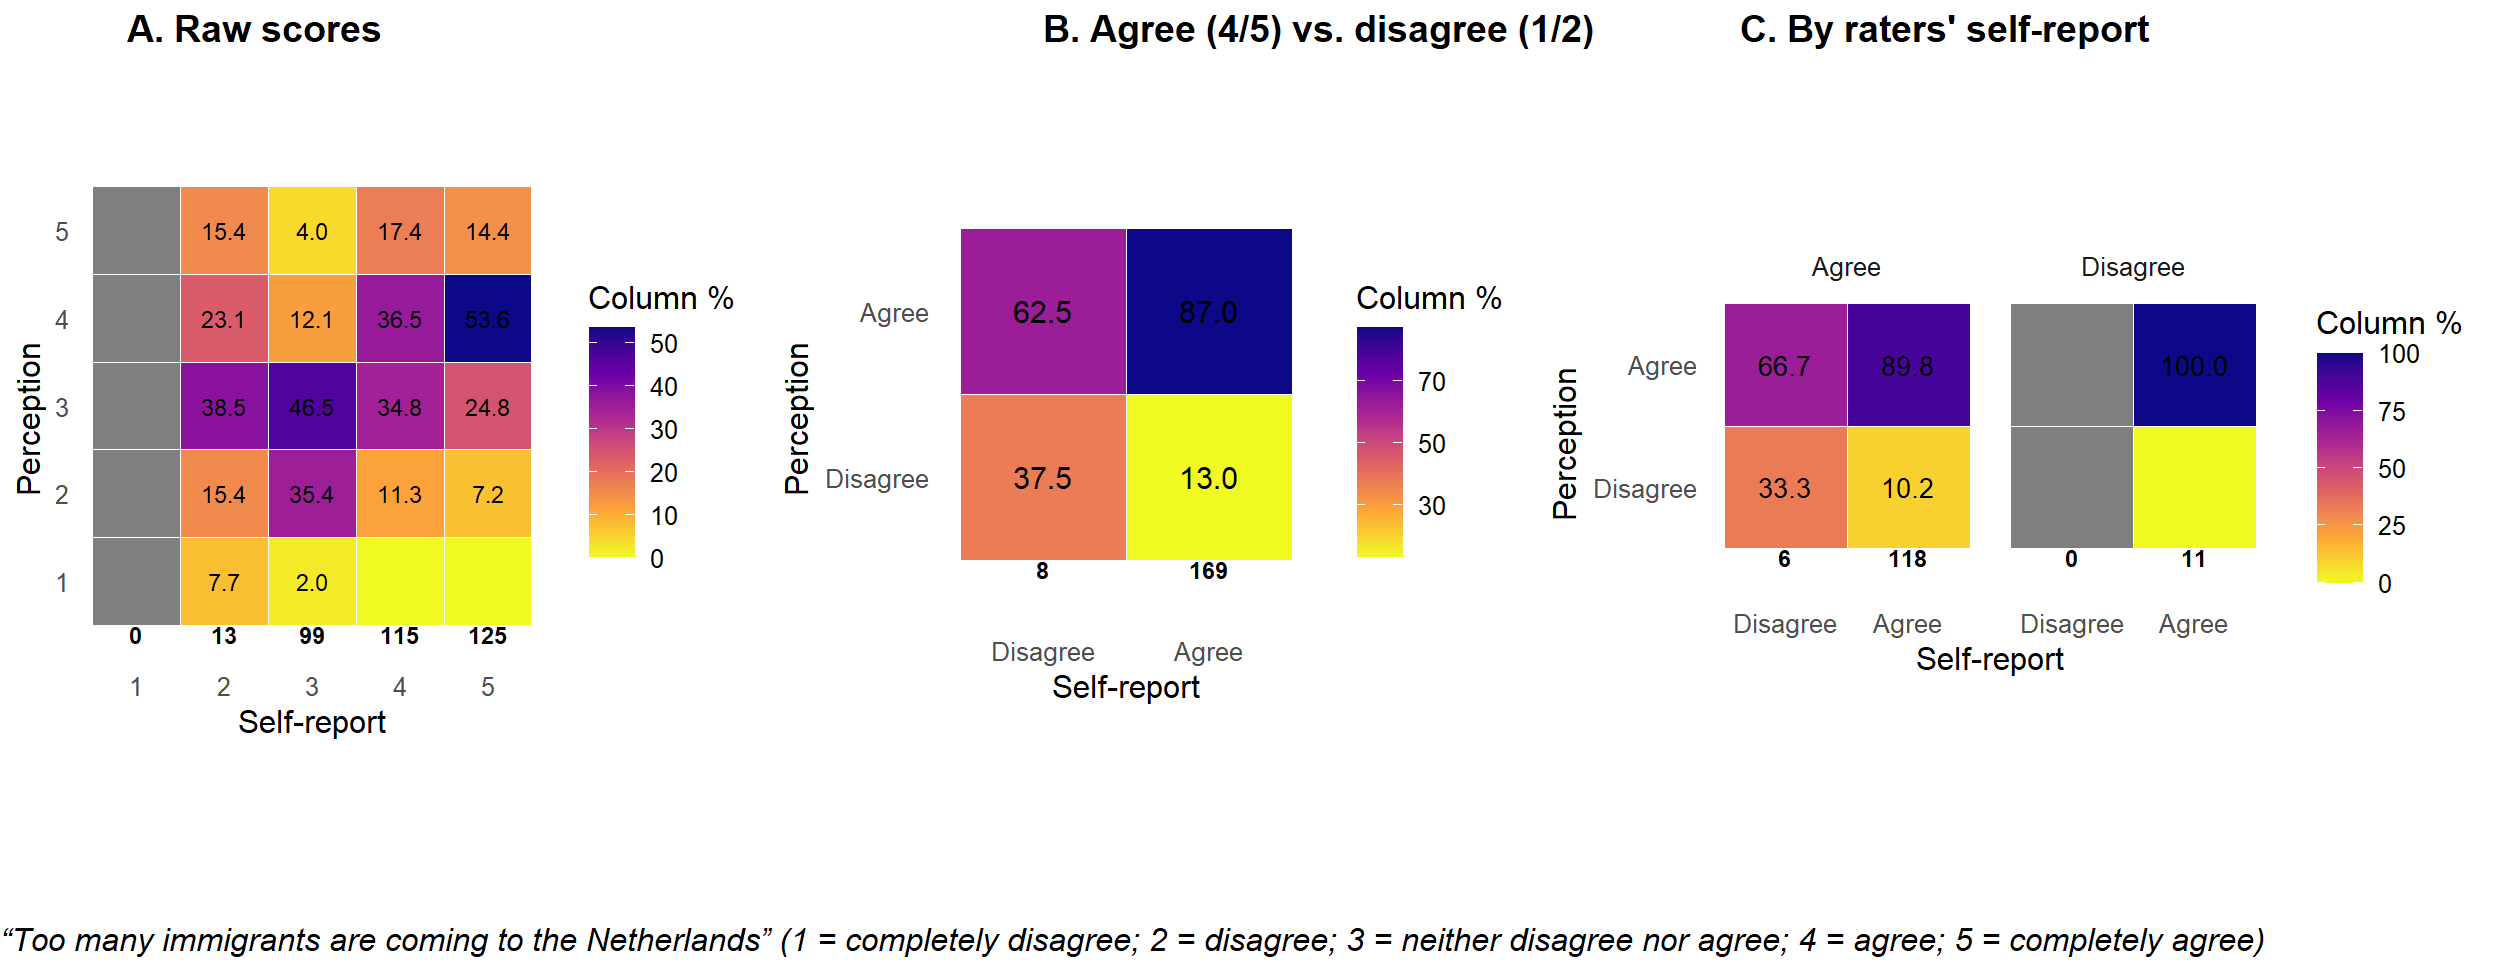 A. Raw scores
B. Agree (4/5) vs. disagree (1/2)
C. By raters' self-report
Perception
5
4
3
2
1
15.4 4.0 17.4 14.4
23.1 12.1 36.5 53.6
38.5 46.5 34.8 24.8
15.4 35.4 11.3 7.2
7.7 2.0
0 13 99 115 125
1 2 3 4 5
Self-report
Column %
50
40
30
20
10
0
Perception
Agree
Disagree
62.5 87.0
37.5 13.0
8 169
Disagree Agree
Self-report
Column %
70
50
30
Perception
Agree Disagree
Agree
Disagree
66.7 89.8 100.0
33.3 10.2
6 118 0 11
Disagree Agree Disagree Agree
Self-report
Column %
100
75
50
25
0
“Too many immigrants are coming to the Netherlands” (1 = completely disagree; 2 = disagree; 3 = neither disagree nor agree; 4 = agree; 5 = completely agree)